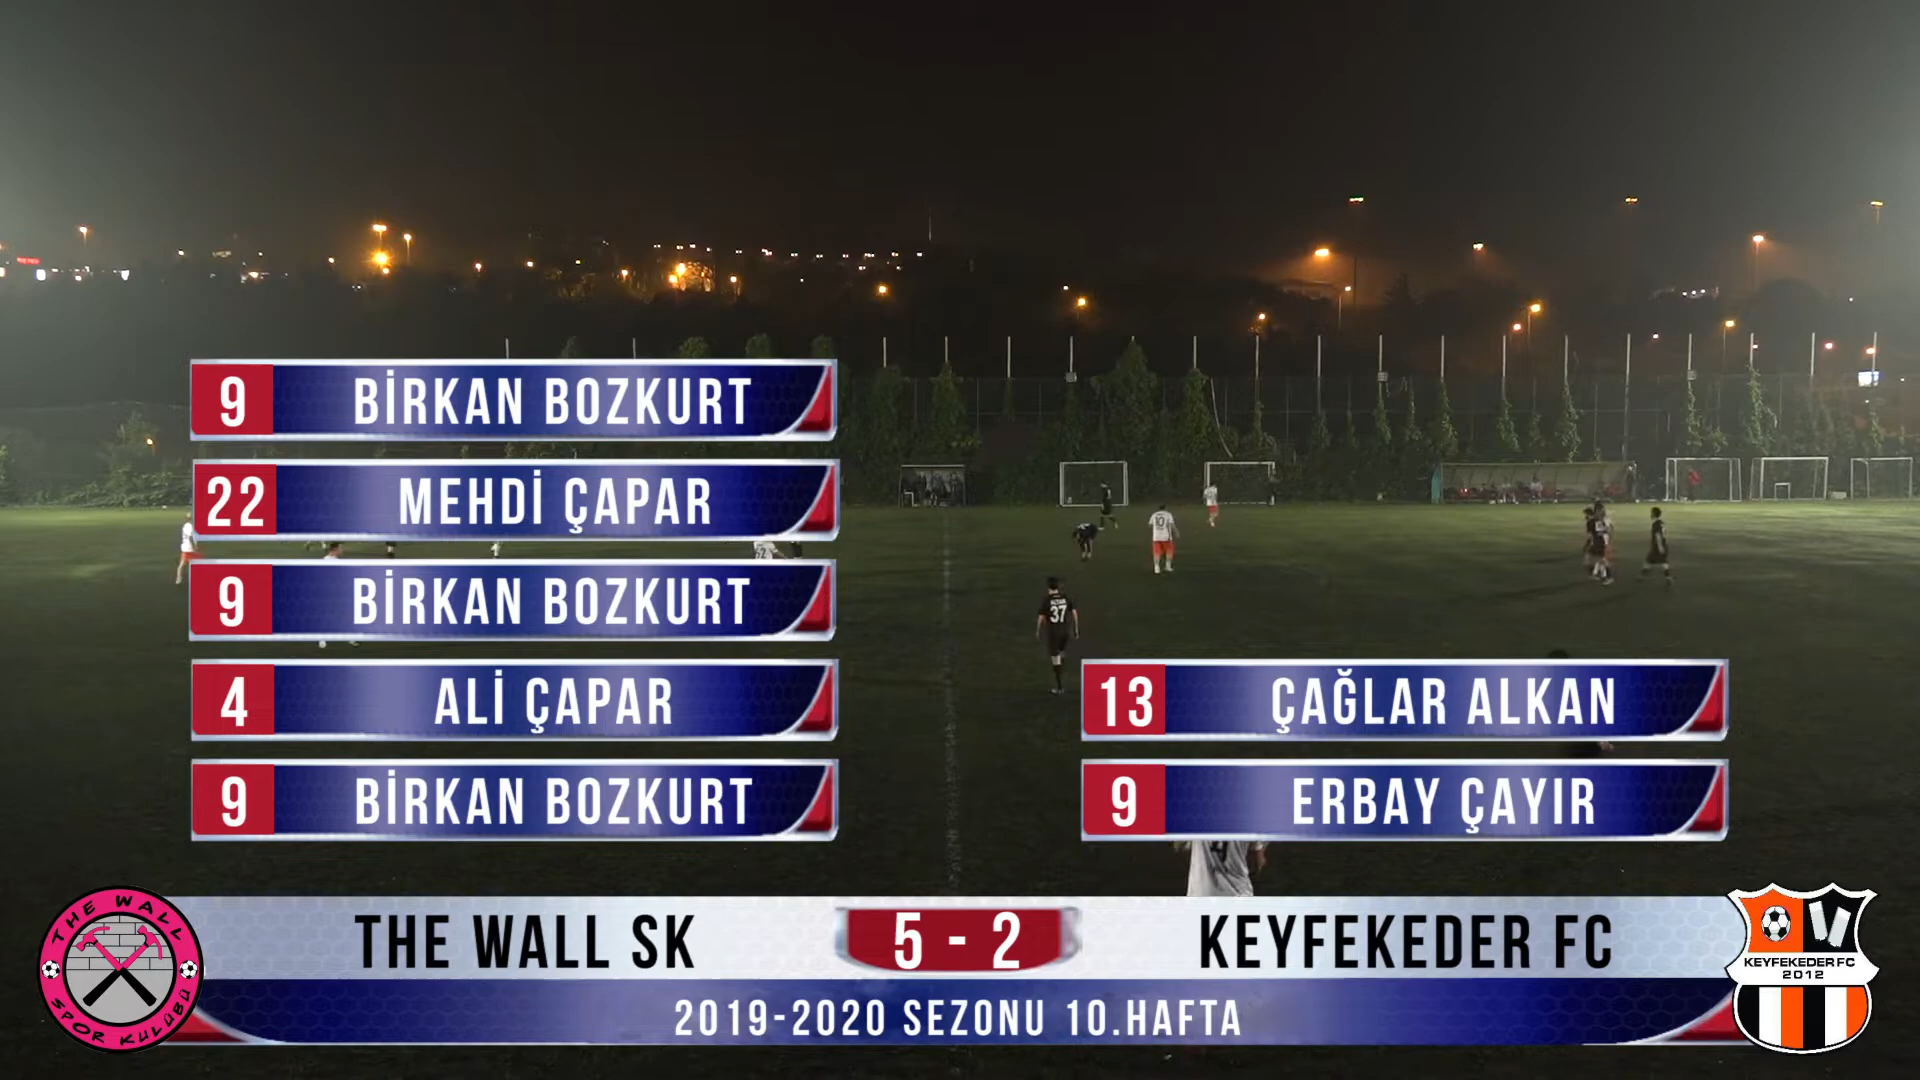 9 BİRKAN BOZKURT
22 MEHDİ ÇAPAR
9 BİRKAN BOZKURT
4 ALİ ÇAPAR
9 BİRKAN BOZKURT
13 ÇAĞLAR ALKAN
9 ERBAY ÇAYIR
10
37
THE WALL SK 5 - 2 KEYFEKEDER FC
2019-2020 SEZONU 10.HAFTA
THE WALL
SPOR KULÜBÜ
KEYFEKEDER FC
2012